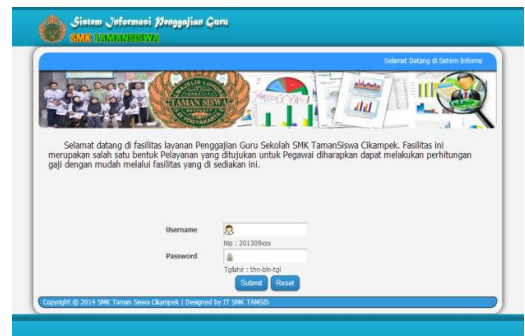 Sistem Informasi Penggajian Guru
SMK TAMANSISWA
Selamat Datang di Sistem Informa
TAMAN SISWA
Selamat datang di fasilitas layanan Penggajian Guru Sekolah SMK TamanSiswa Cikampek. Fasilitas ini
merupakan salah satu bentuk Pelayanan yang ditujukan untuk Pegawai diharapkan dapat melakukan perhitungan
gaji dengan mudah melalui fasilitas yang di sediakan ini.
Username
Nip : 201309xxx
Password
Tgllahir : thn-bln-tgl
Submit Reset
Copyright © 2014 SMK Taman Siswa Cikampek | Designed by IT SMK TAMSIS